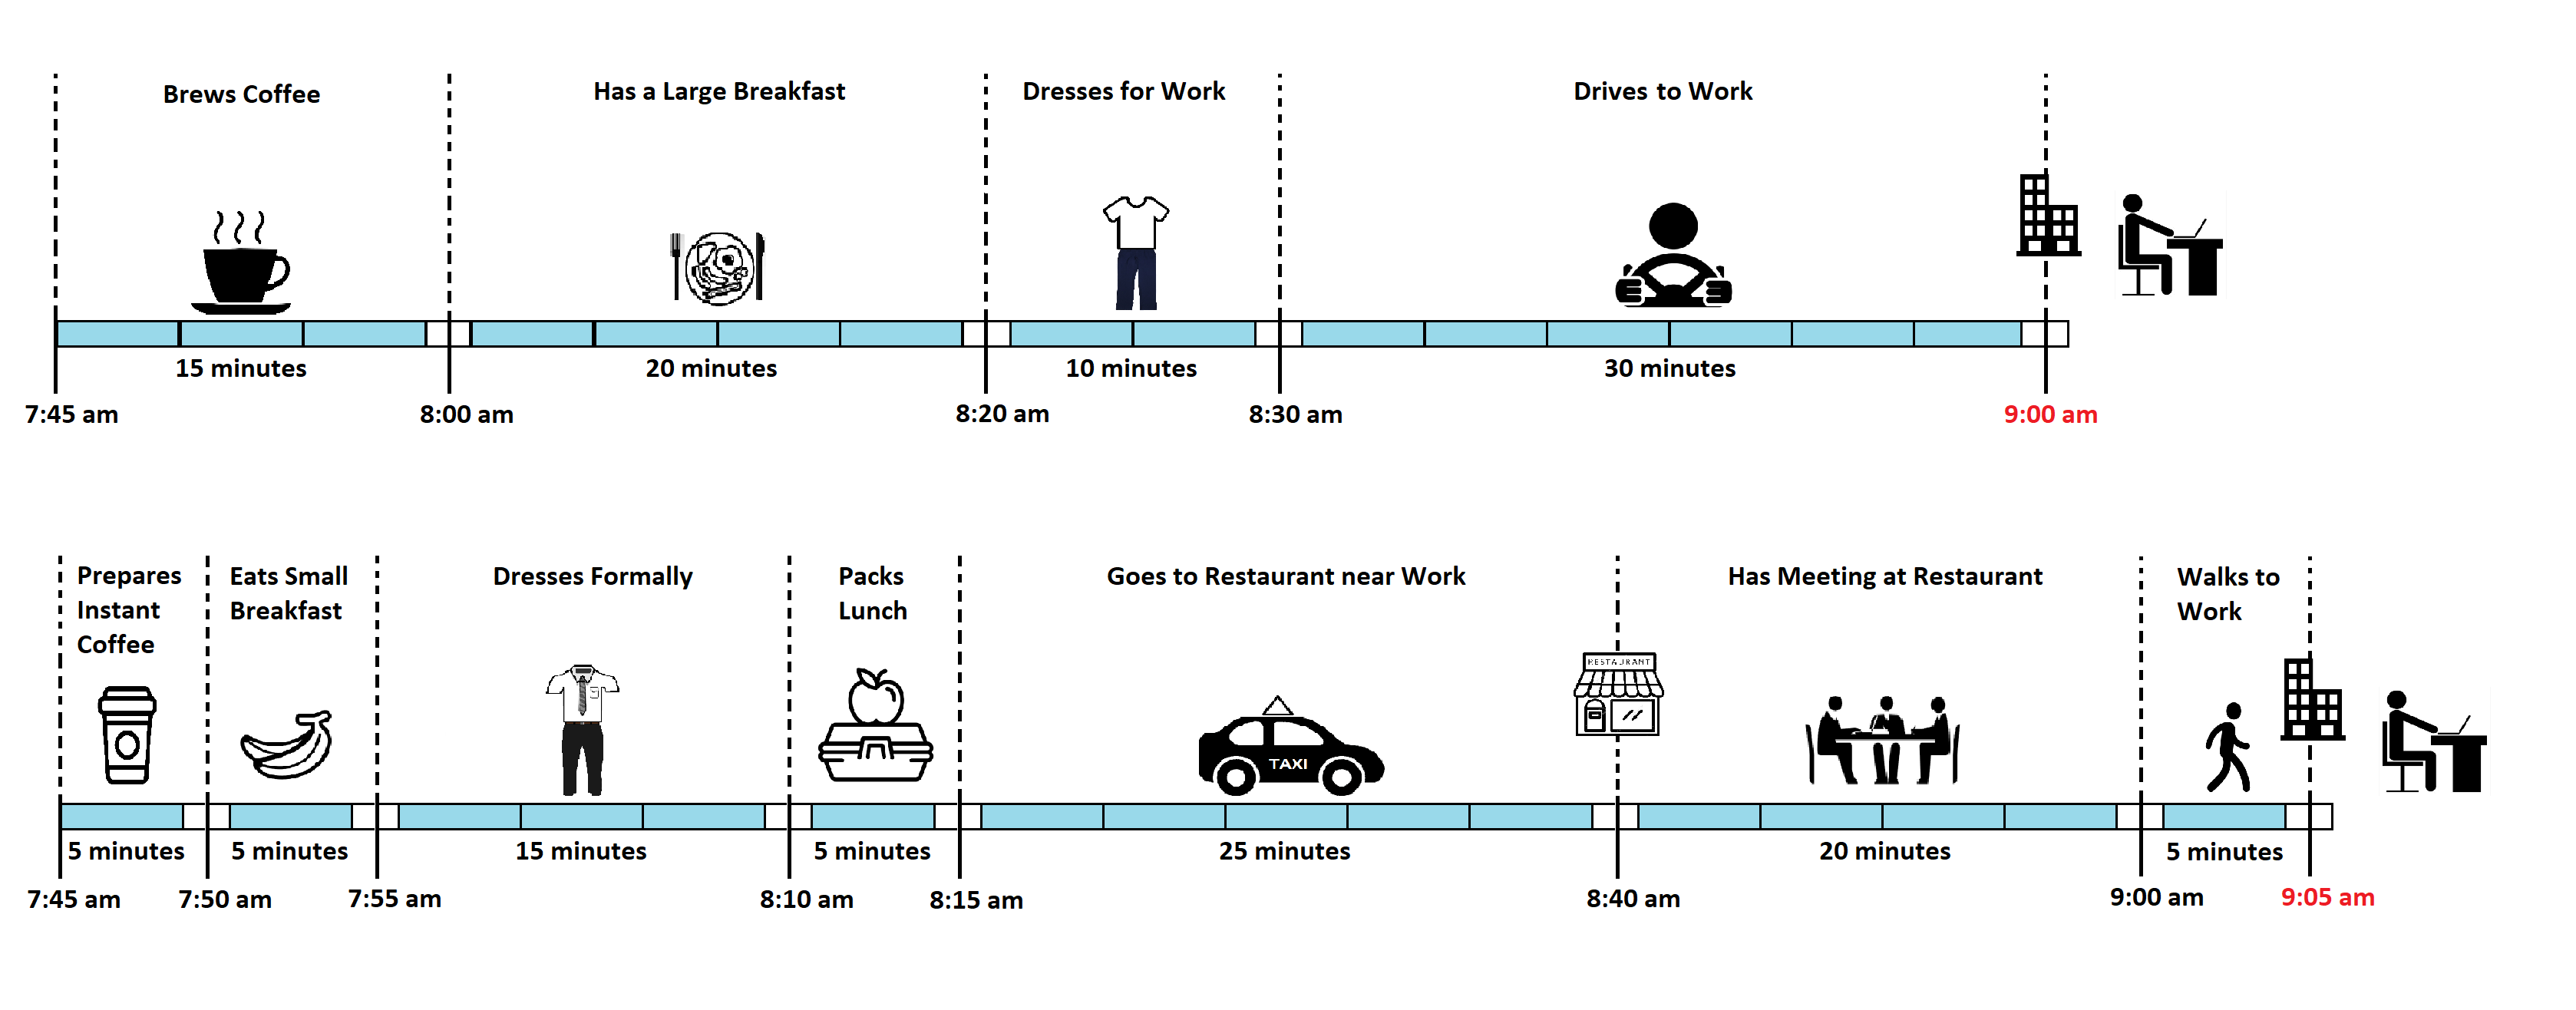 Brews Coffee
Has a Large Breakfast
Dresses for Work
Drives to Work
15 minutes
20 minutes
10 minutes
30 minutes
7:45 am
8:00 am
8:20 am
8:30 am
9:00 am
Prepares
Instant
Coffee
Eats Small
Breakfast
Dresses Formally
Packs
Lunch
Goes to Restaurant near Work
Has Meeting at Restaurant
Walks to
Work
RESTAURANT
TAXI
5 minutes
5 minutes
15 minutes
5 minutes
25 minutes
20 minutes
5 minutes
7:45 am
7:50 am
7:55 am
8:10 am
8:15 am
8:40 am
9:00 am
9:05 am